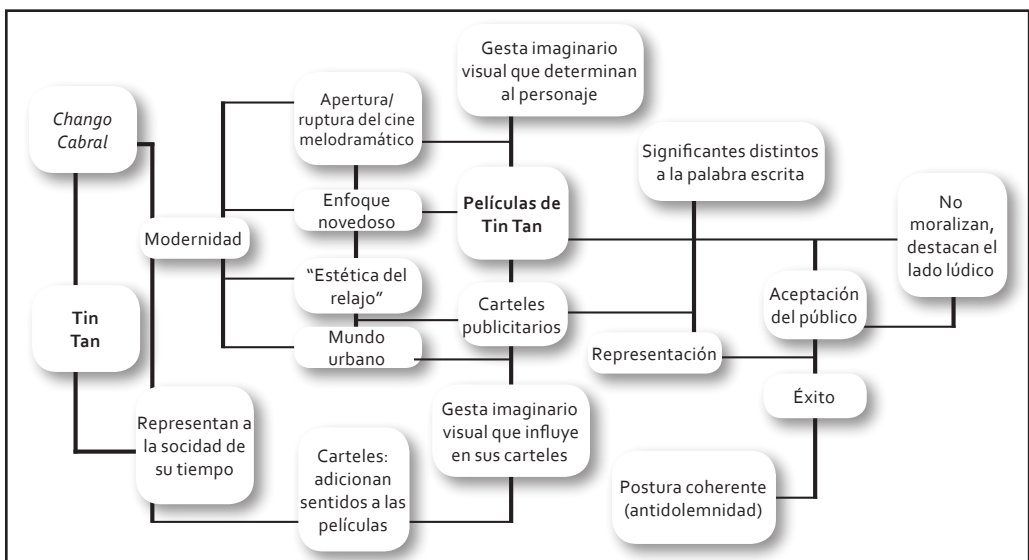 Chango
Cabral
Tin
Tan
Modernidad
Representan a
la socidad de
su tiempo
Apertura/
ruptura del cine
melodramático
Enfoque
novedoso
“Estética del
relajo”
Mundo
urbano
Carteles:
adicionan
sentidos a las
películas
Gesta imaginario
visual que determinan
al personaje
Películas de
Tin Tan
Carteles
publicitarios
Gesta imaginario
visual que influye
en sus carteles
Significantes distintos
a la palabra escrita
Representación
Aceptación
del público
Éxito
Postura coherente
(antidolemnidad)
No
moralizan,
destacan el
lado lúdico